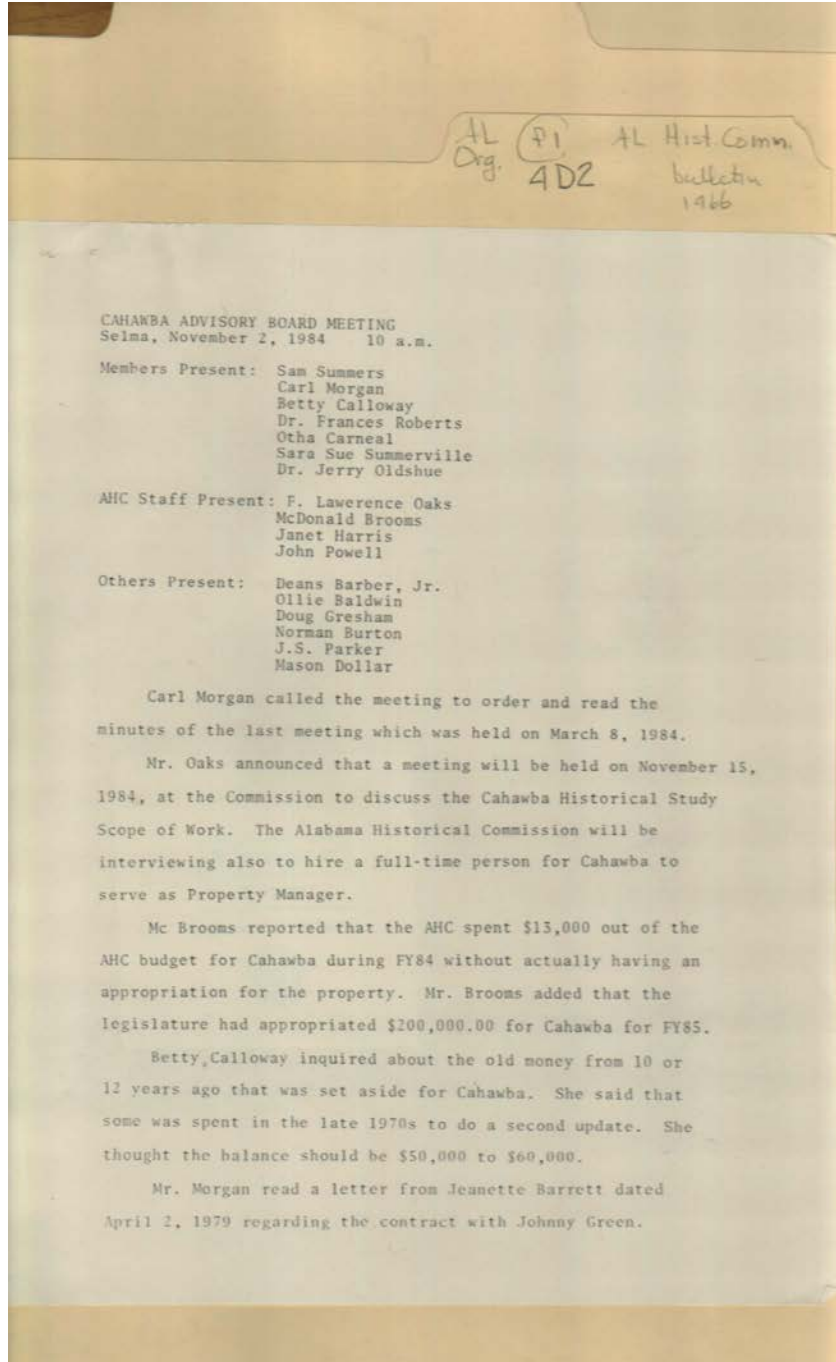 AL Org. P1 4D2 AL Hist. Comm. bulletin 1966
CAHAWBA ADVISORY BOARD MEETING
Selma, November 2, 1984 10 a.m.
Members Present: Sam Summers
Carl Morgan
Betty Calloway
Dr. Frances Roberts
Otha Carneal
Sara Sue Summerville
Dr. Jerry Oldshue
AHC Staff Present: F. Lawerence Oaks
McDonald Brooms
Janet Harris
John Powell
Others Present: Deans Barber, Jr.
Ollie Baldwin
Doug Gresham
Norman Burton
J.S. Parker
Mason Dollar
Carl Morgan called the meeting to order and read the
minutes of the last meeting which was held on March 8, 1984.
Mr. Oaks announced that a meeting will be held on November 15,
1984, at the Commission to discuss the Cahawba Historical Study
Scope of Work. The Alabama Historical Commission will be
interviewing also to hire a full-time person for Cahawba to
serve as Property Manager.
Mc Brooms reported that the AHC spent $13,000 out of the
AHC budget for Cahawba during FY84 without actually having an
appropriation for the property. Mr. Brooms added that the
legislature had appropriated $200,000.00 for Cahawba for FY85.
Betty Calloway inquired about the old money from 10 or
12 years ago that was set aside for Cahawba. She said that
some was spent in the late 1970s to do a second update. She
thought the balance should be $50,000 to $60,000.
Mr. Morgan read a letter from Jeanette Barrett dated
April 2, 1979 regarding the contract with Johnny Green.